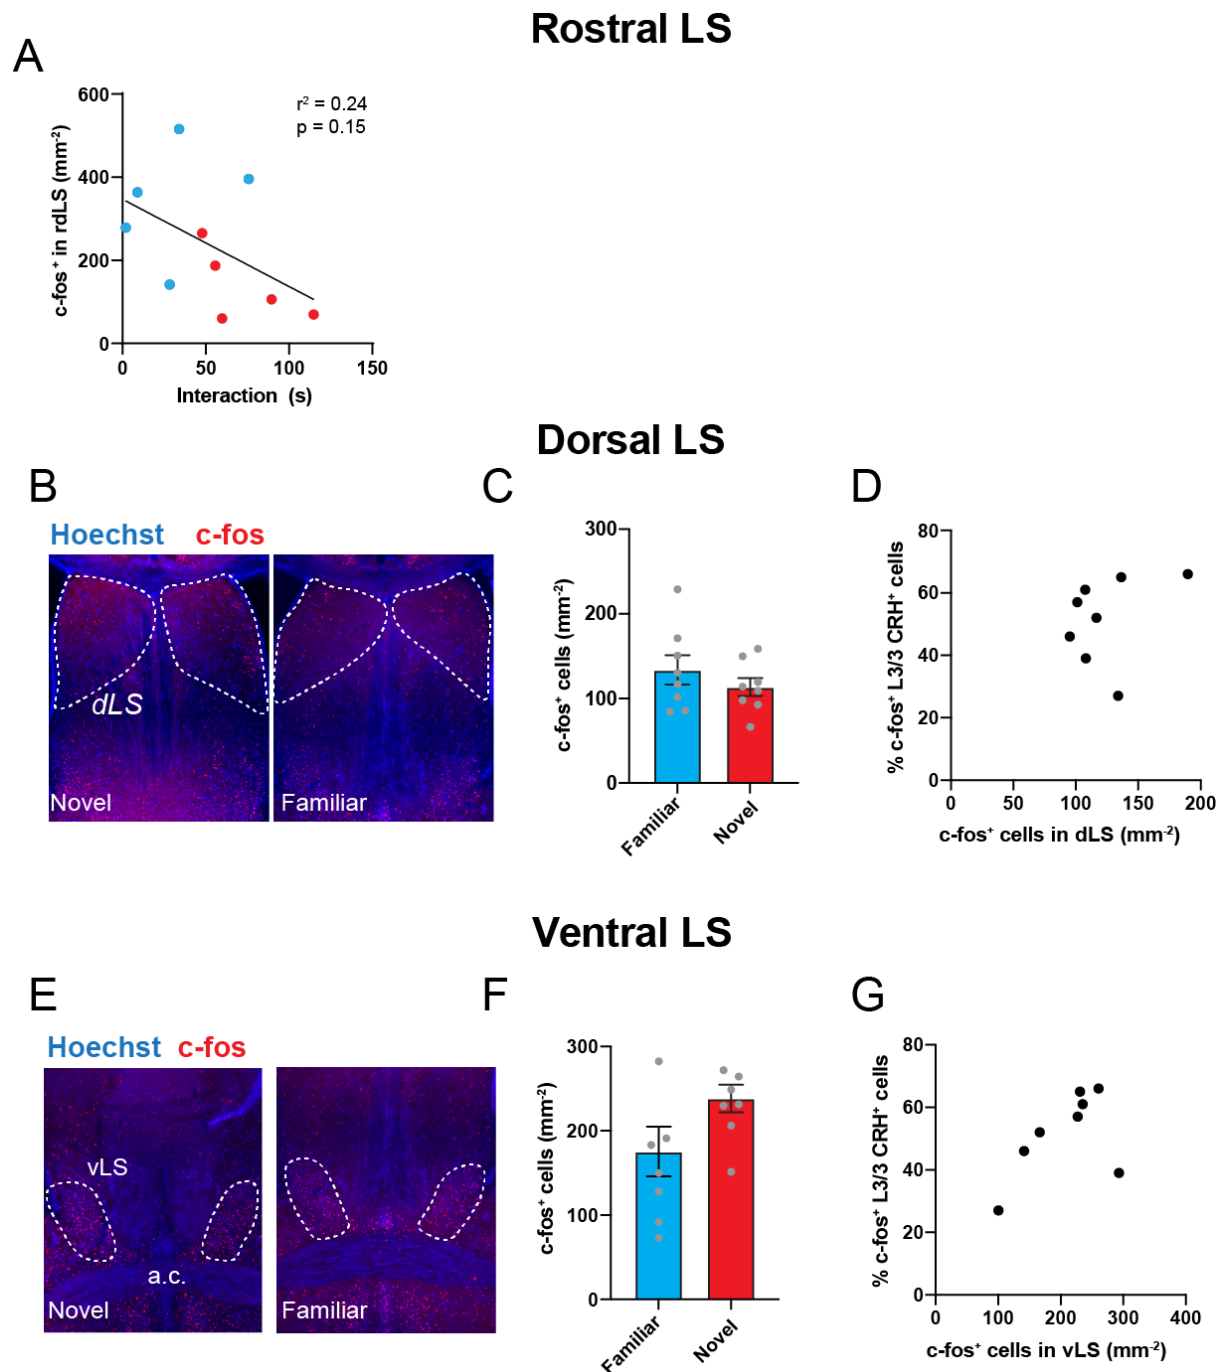 Rostral LS
A
600
400
200
0
c-fos⁺ in rdLS (mm⁻²)
r² = 0.24
p = 0.15
0 50 100 150
Interaction (s)
Dorsal LS
B
Hoechst c-fos
dLS
Novel
Familiar
C
300
200
100
0
c-fos⁺ cells (mm⁻²)
Familiar
Novel
D
80
60
40
20
0
% c-fos⁺ L3/3 CRH⁺ cells
0 50 100 150 200
c-fos⁺ cells in dLS (mm⁻²)
Ventral LS
E
Hoechst c-fos
vLS
a.c.
Novel
Familiar
F
300
200
100
0
c-fos⁺ cells (mm⁻²)
Familiar
Novel
G
80
60
40
20
0
% c-fos⁺ L3/3 CRH⁺ cells
0 100 200 300 400
c-fos⁺ cells in vLS (mm⁻²)